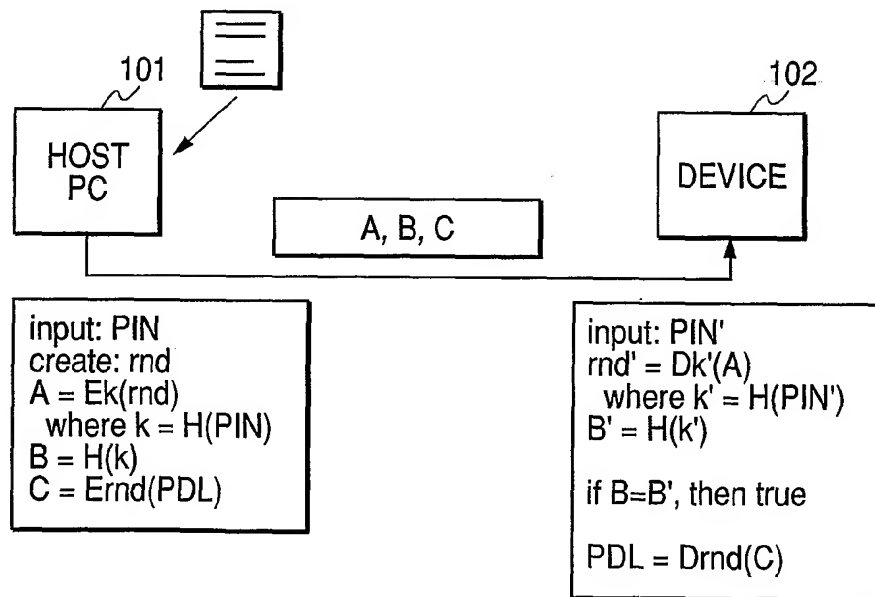 101
HOST
PC
A, B, C
102
DEVICE
input: PIN
create: rnd
A = Ek(rnd)
where k = H(PIN)
B = H(k)
C = Ernd(PDL)
input: PIN'
rnd' = Dk'(A)
where k' = H(PIN')
B' = H(k')
if B=B', then true
PDL = Drnd(C)